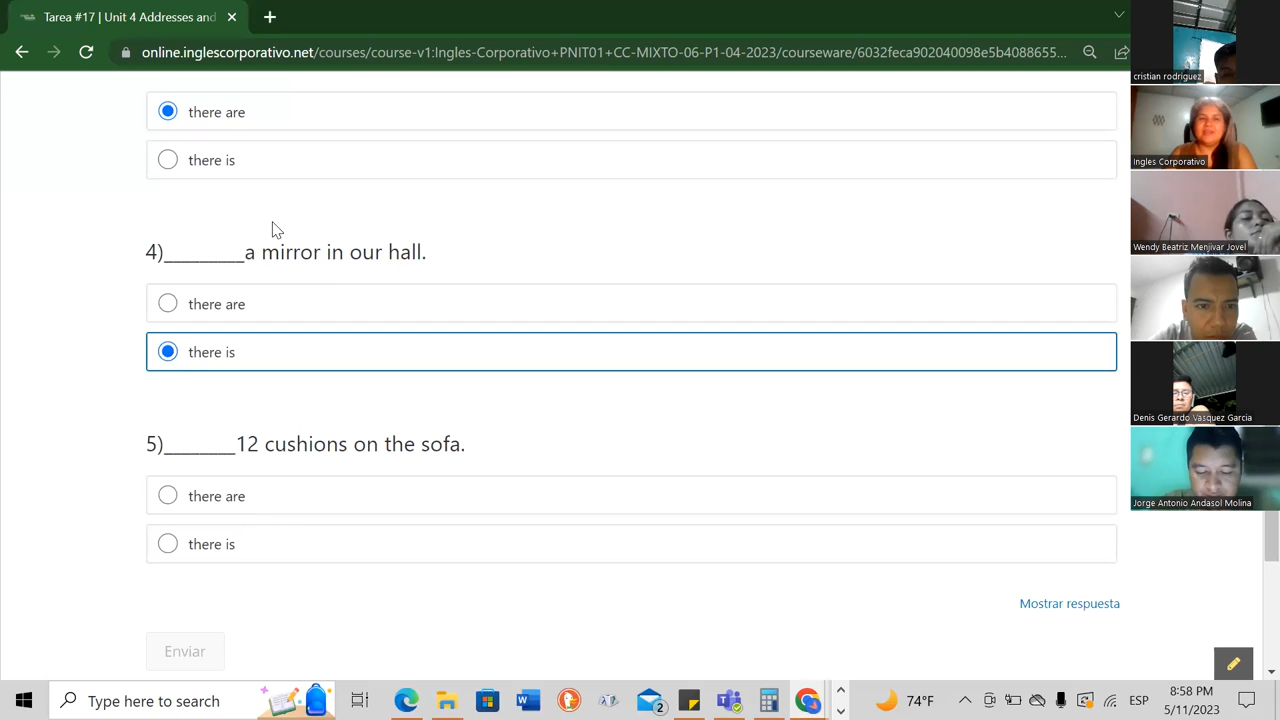 Tarea #17 | Unit 4 Addresses and
online.inglescorporativo.net/courses/course-v1:Ingles-Corporativo+PNIT01+CC-MIXTO-06-P1-04-2023/courseware/6032feca902040098e5b4088655...
there are
there is
4)_________a mirror in our hall.
there are
there is
5)________12 cushions on the sofa.
there are
there is
Mostrar respuesta
Enviar
cristian rodriguez
Ingles Corporativo
Wendy Beatriz Menjivar Jovel
Denis Gerardo Vasquez Garcia
Jorge Antonio Andasol Molina
Type here to search
2
74°F
ESP
8:58 PM
5/11/2023